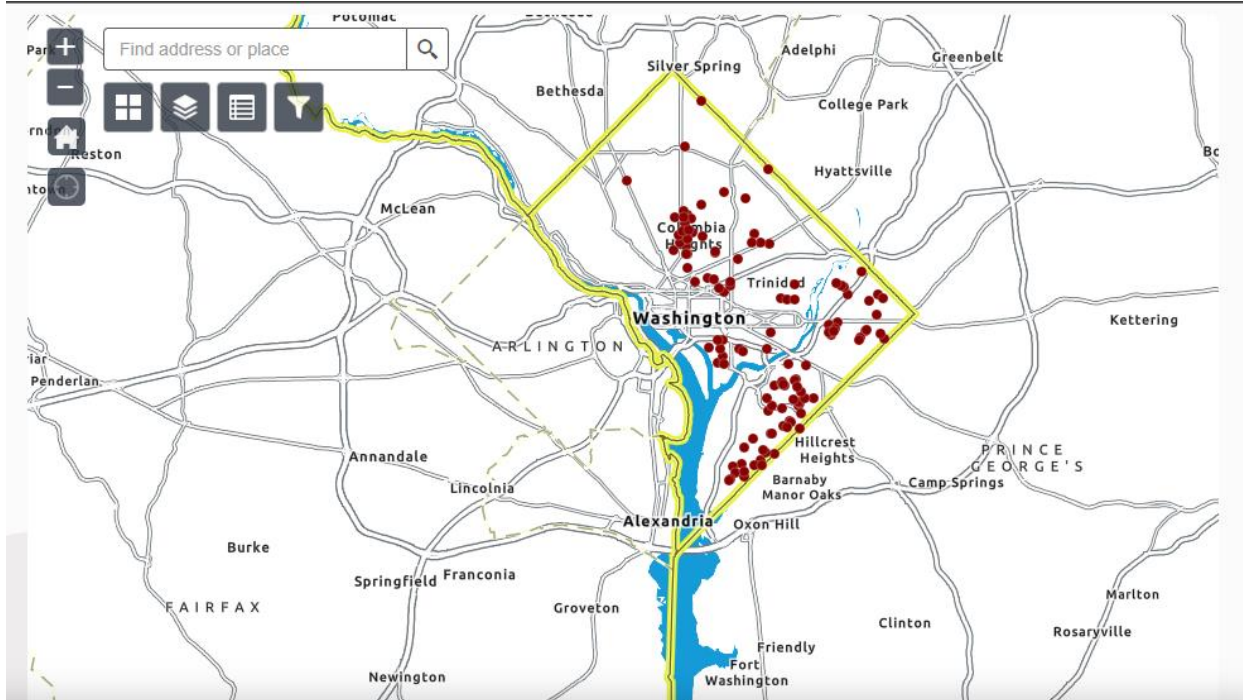 Potomac
Find address or place
Silver Spring
Adelphi
Greenbelt
Bethesda
College Park
Reston
Hyattsville
McLean
Columbia
Heights
Trinidad
Washington
Kettering
ARLINGTON
Penderlan
Hillcrest
Heights
PRINCE
GEORGE'S
Annandale
Barnaby
Manor Oaks
Camp Springs
Lincolnia
Alexandria
Oxon Hill
Burke
Springfield
Franconia
FAIRFAX
Groveton
Marlton
Clinton
Rosaryville
Friendly
Fort
Washington
Newington